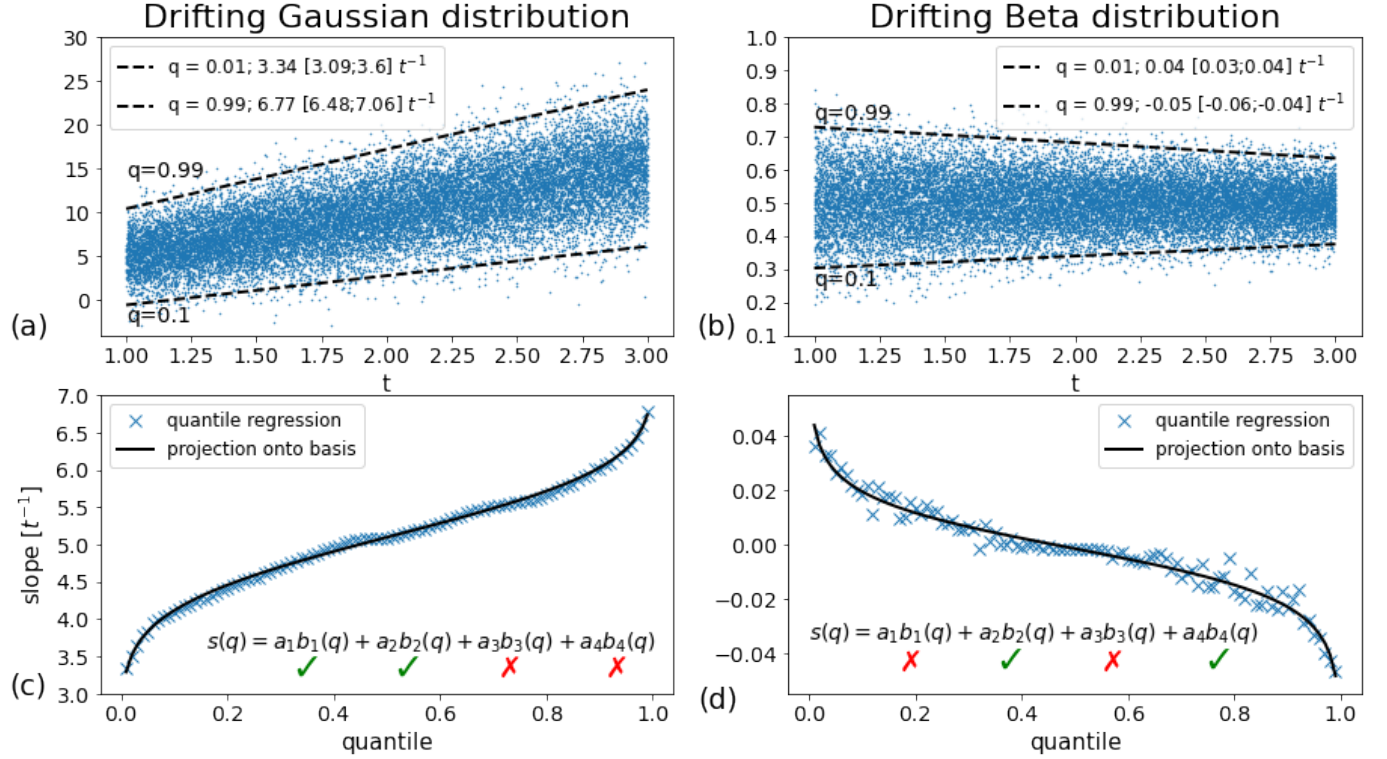 Drifting Gaussian distribution
30
25
20
15
10
5
0
q = 0.01; 3.34 [3.09;3.6] t⁻¹
q = 0.99; 6.77 [6.48;7.06] t⁻¹
q=0.99
q=0.1
(a)
1.00 1.25 1.50 1.75 2.00 2.25 2.50 2.75 3.00
t
Drifting Beta distribution
1.0
0.9
0.8
0.7
0.6
0.5
0.4
0.3
0.2
0.1
q = 0.01; 0.04 [0.03;0.04] t⁻¹
q = 0.99; -0.05 [-0.06;-0.04] t⁻¹
q=0.99
q=0.1
(b)
1.00 1.25 1.50 1.75 2.00 2.25 2.50 2.75 3.00
t
slope [t⁻¹]
7.0
6.5
6.0
5.5
5.0
4.5
4.0
3.5
3.0
quantile regression
projection onto basis
s(q) = a₁b₁(q) + a₂b₂(q) + a₃b₃(q) + a₄b₄(q)
✓ ✓ ✗ ✗
(c)
0.0 0.2 0.4 0.6 0.8 1.0
quantile
0.04
0.02
0.00
−0.02
−0.04
quantile regression
projection onto basis
s(q) = a₁b₁(q) + a₂b₂(q) + a₃b₃(q) + a₄b₄(q)
✗ ✓ ✗ ✓
(d)
0.0 0.2 0.4 0.6 0.8 1.0
quantile